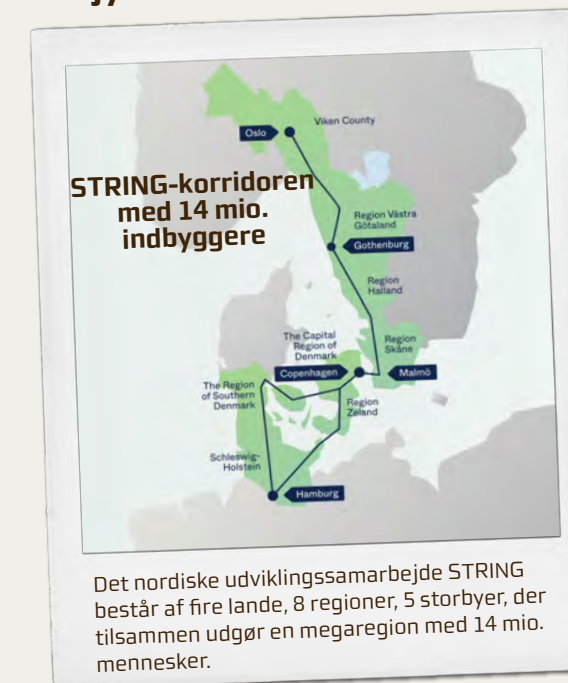 Viken County
Oslo
STRING-korridoren
med 14 mio.
indbyggere
Region Västra
Götaland
Gothenburg
Region
Halland
The Capital
Region of
Denmark
Region
Skåne
Copenhagen
Malmö
The Region
of Southern
Denmark
Region
Zeland
Schleswig-
Holstein
Hamburg
Det nordiske udviklingssamarbejde STRING
består af fire lande, 8 regioner, 5 storbyer, der
tilsammen udgør en megaregion med 14 mio.
mennesker.